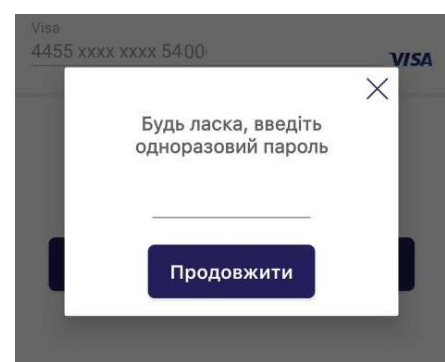 Visa
4455 xxxx xxxx 5400
VISA
Будь ласка, введіть
одноразовий пароль
Продовжити